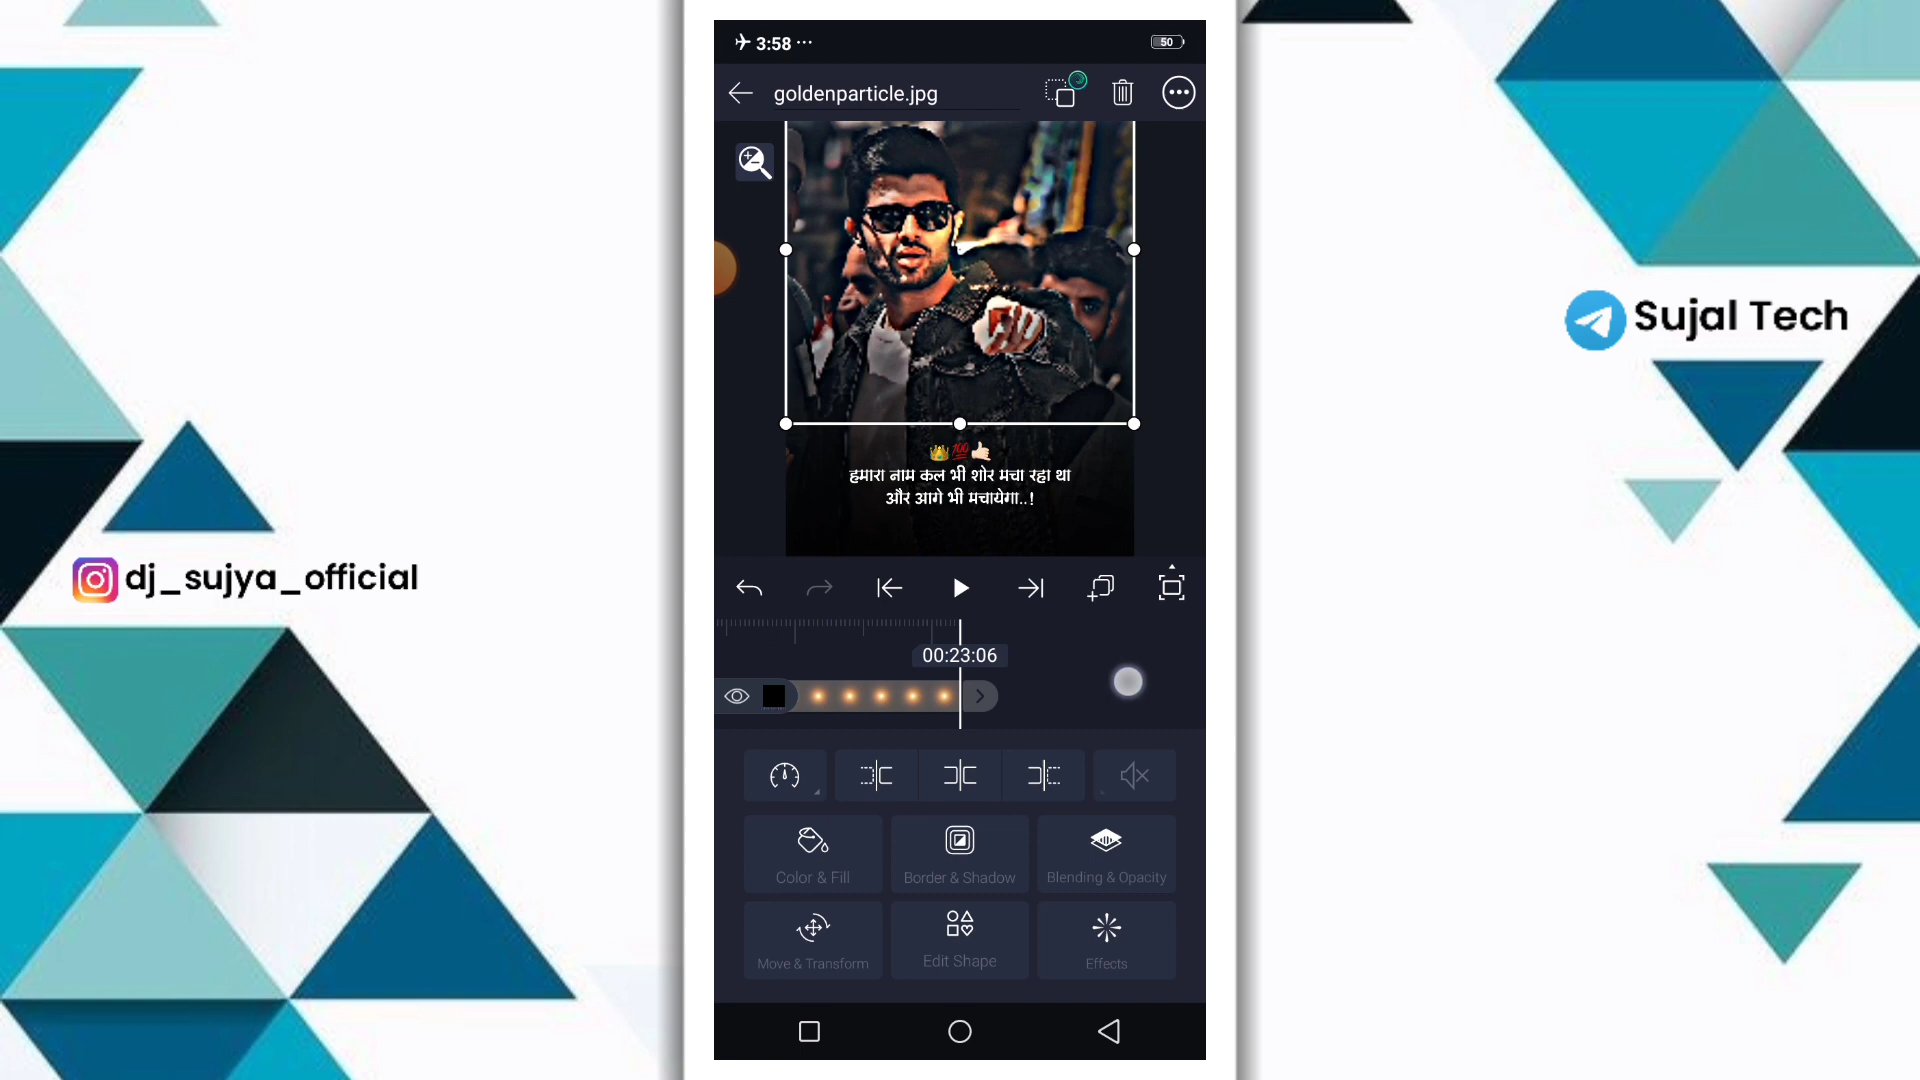 3:58
50
goldenparticle.jpg
👑💯🤙🏻
हमारा नाम कल भी शोर मचा रहा था
और आगे भी मचायेगा..!
00:23:06
Color & Fill
Border & Shadow
Blending & Opacity
Move & Transform
Edit Shape
Effects
dj_sujya_official
Sujal Tech